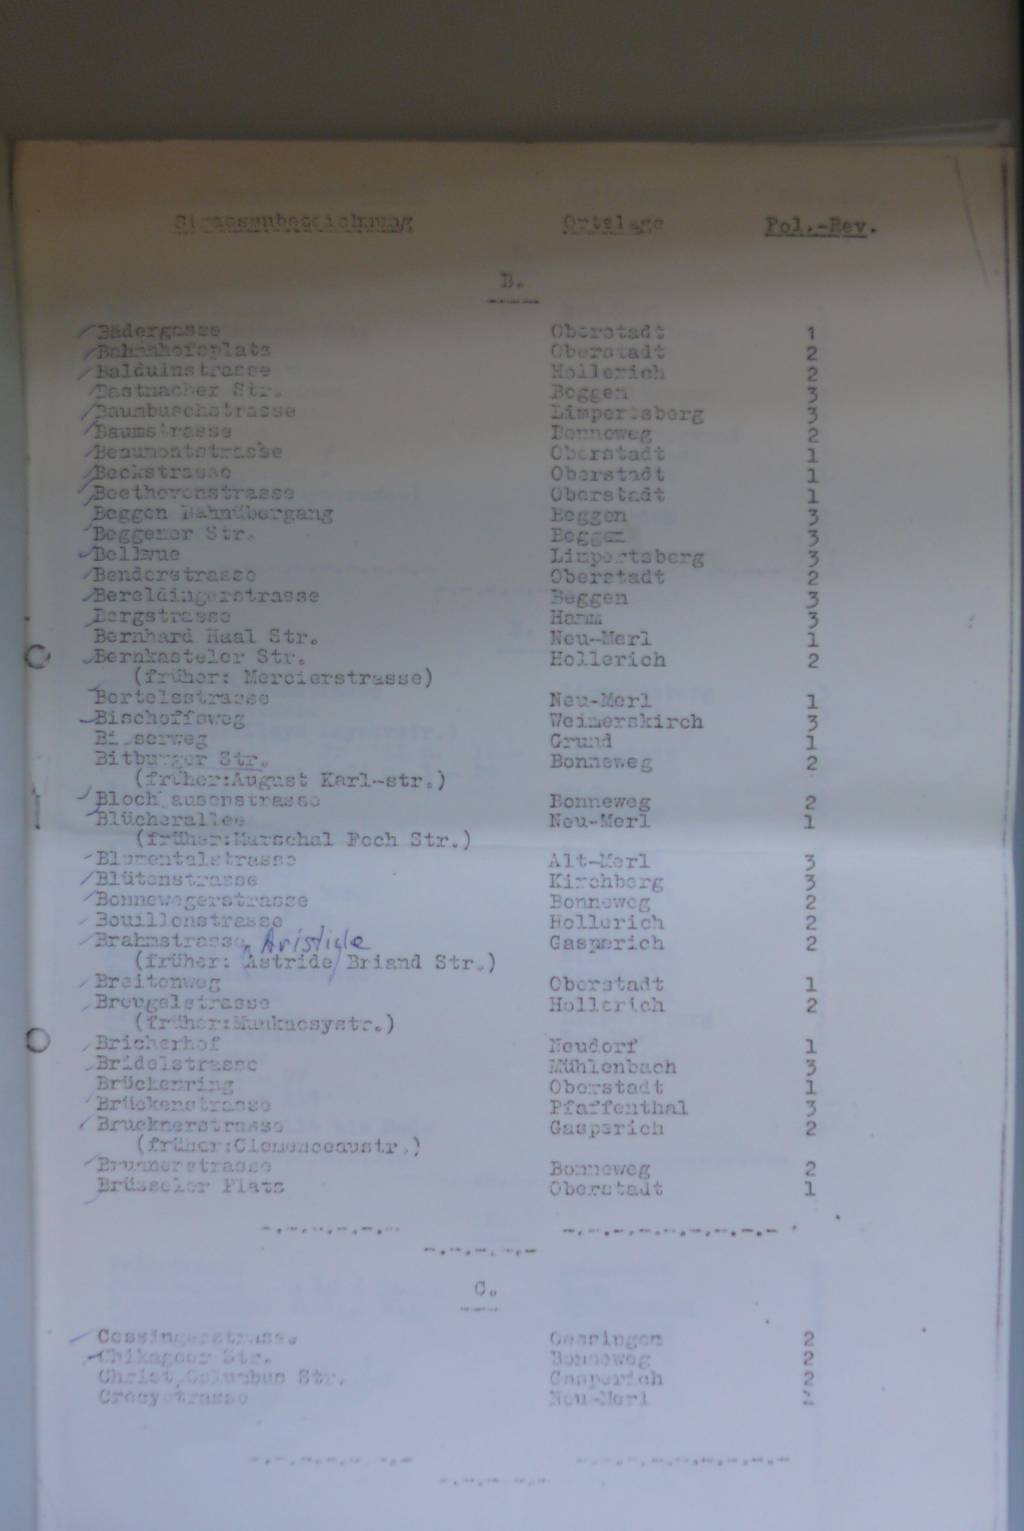 Strassenbezeichnung Ortslage Pol.-Rev.
B.
Bädergasse Oberstadt 1
Bahnhofsplatz Oberstadt 2
Balduinstrasse Hollerich 2
Bastnacher Str. Beggen 3
Baumbuschstrasse Limpertsberg 3
Baumstrasse Bonneweg 2
Beaumontstrasse Oberstadt 1
Beckstrasse Oberstadt 1
Beethovenstrasse Oberstadt 1
Beggen Bahnübergang Beggen 3
Beggener Str. Beggen 3
Bellvue Limpertsberg 3
Benderstrasse Oberstadt 2
Bereldingerstrasse Beggen 3
Bergstrasse Hamm 3
Bernhard Haal Str. Neu-Merl 1
Bernkasteler Str. Hollerich 2
(früher: Mercierstrasse)
Bertelsstrasse Neu-Merl 1
Bischoffsweg Weimerskirch 3
Grund 1
Bitburger Str. Bonneweg 2
(früher:August Karl-str.)
Blochausenstrasse Bonneweg 2
Blücherallee Neu-Merl 1
(früher:Marschal Foch Str.)
Blumentalstrasse Alt-Merl 3
Blütenstrasse Kirchberg 3
Bonnewegerstrasse Bonneweg 2
Bouillonstrasse Hollerich 2
Brahmstrasse Aristide Gasperich 2
(früher: Astride Briand Str.)
Breitenweg Oberstadt 1
Breugelstrasse Hollerich 2
(früher:Munkacsystr.)
Bricherhof Neudorf 1
Bridelstrasse Mühlenbach 3
Brückenring Oberstadt 1
Brückenstrasse Pfaffenthal 3
Brucknerstrasse Gasparich 2
(früher:Clemenceaustr.)
Brunnerstrasse Bonneweg 2
Brüsseler Platz Oberstadt 1
C.
Cessingerstrasse Cessingen 2
Chikagoer Str. Bonneweg 2
Christ.Columbus Str. Gasperich 2
Crecystrasse Neu-Merl